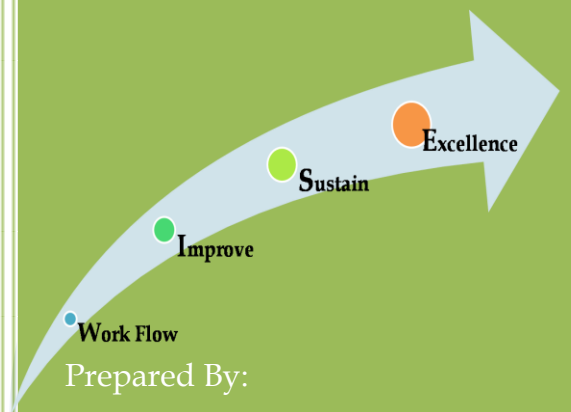 Excellence
Sustain
Improve
Work Flow
Prepared By: